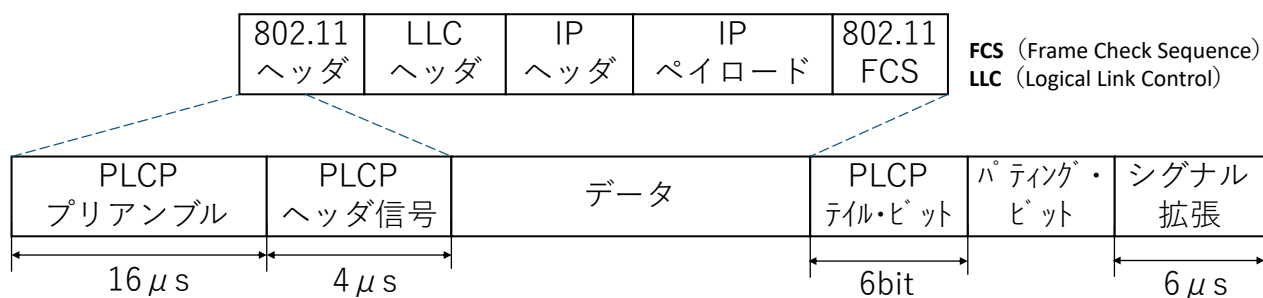 802.11
ヘッダ
LLC
ヘッダ
IP
ヘッダ
IP
ペイロード
802.11
FCS
FCS（Frame Check Sequence）
LLC（Logical Link Control）
PLCP
プリアンブル
PLCP
ヘッダ信号
データ
PLCP
ﾃｲﾙ・ﾋﾞｯﾄ
ﾊﾟﾃｨﾝｸﾞ・
ﾋﾞｯﾄ
シグナル
拡張
16μs
4μs
6bit
6μs